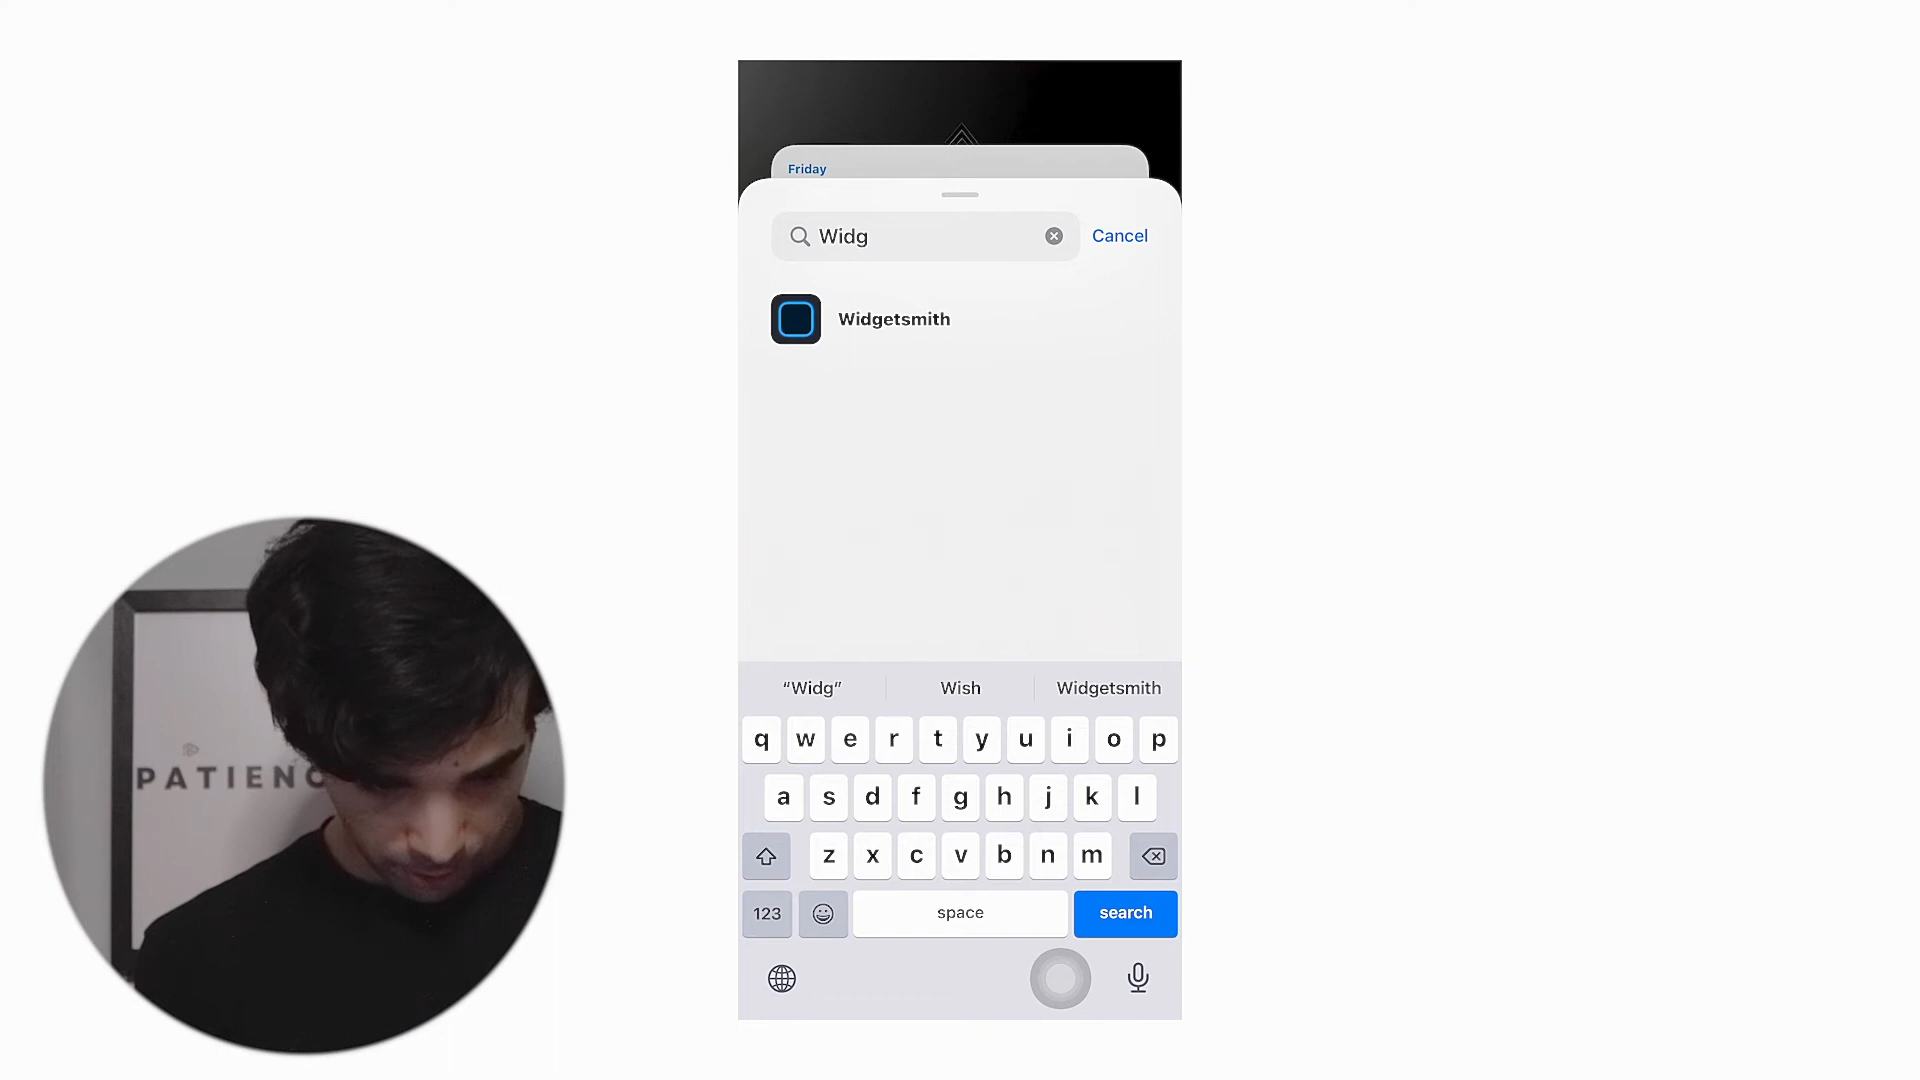 Friday
Widg
Cancel
Widgetsmith
“Widg” Wish Widgetsmith
q w e r t y u i o p
a s d f g h j k l
z x c v b n m
123 space search
PATIENC